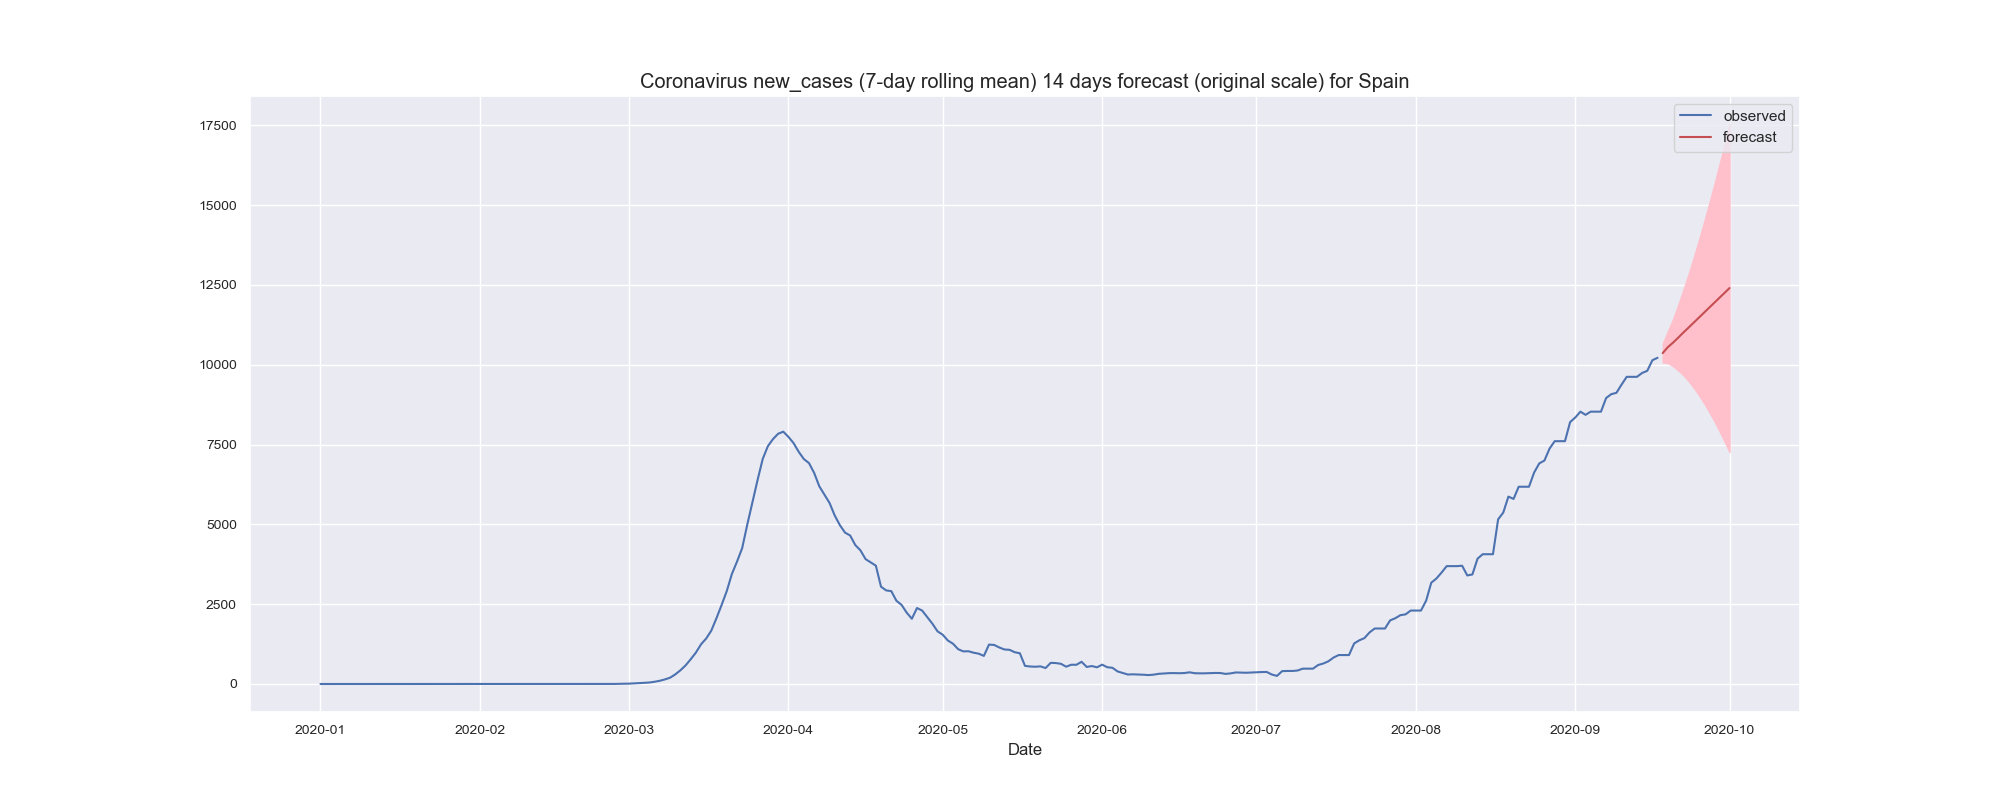 Coronavirus new_cases (7-day rolling mean) 14 days forecast (original scale) for Spain
observed
forecast
17500
15000
12500
10000
7500
5000
2500
0
2020-01 2020-02 2020-03 2020-04 2020-05 2020-06 2020-07 2020-08 2020-09 2020-10
Date